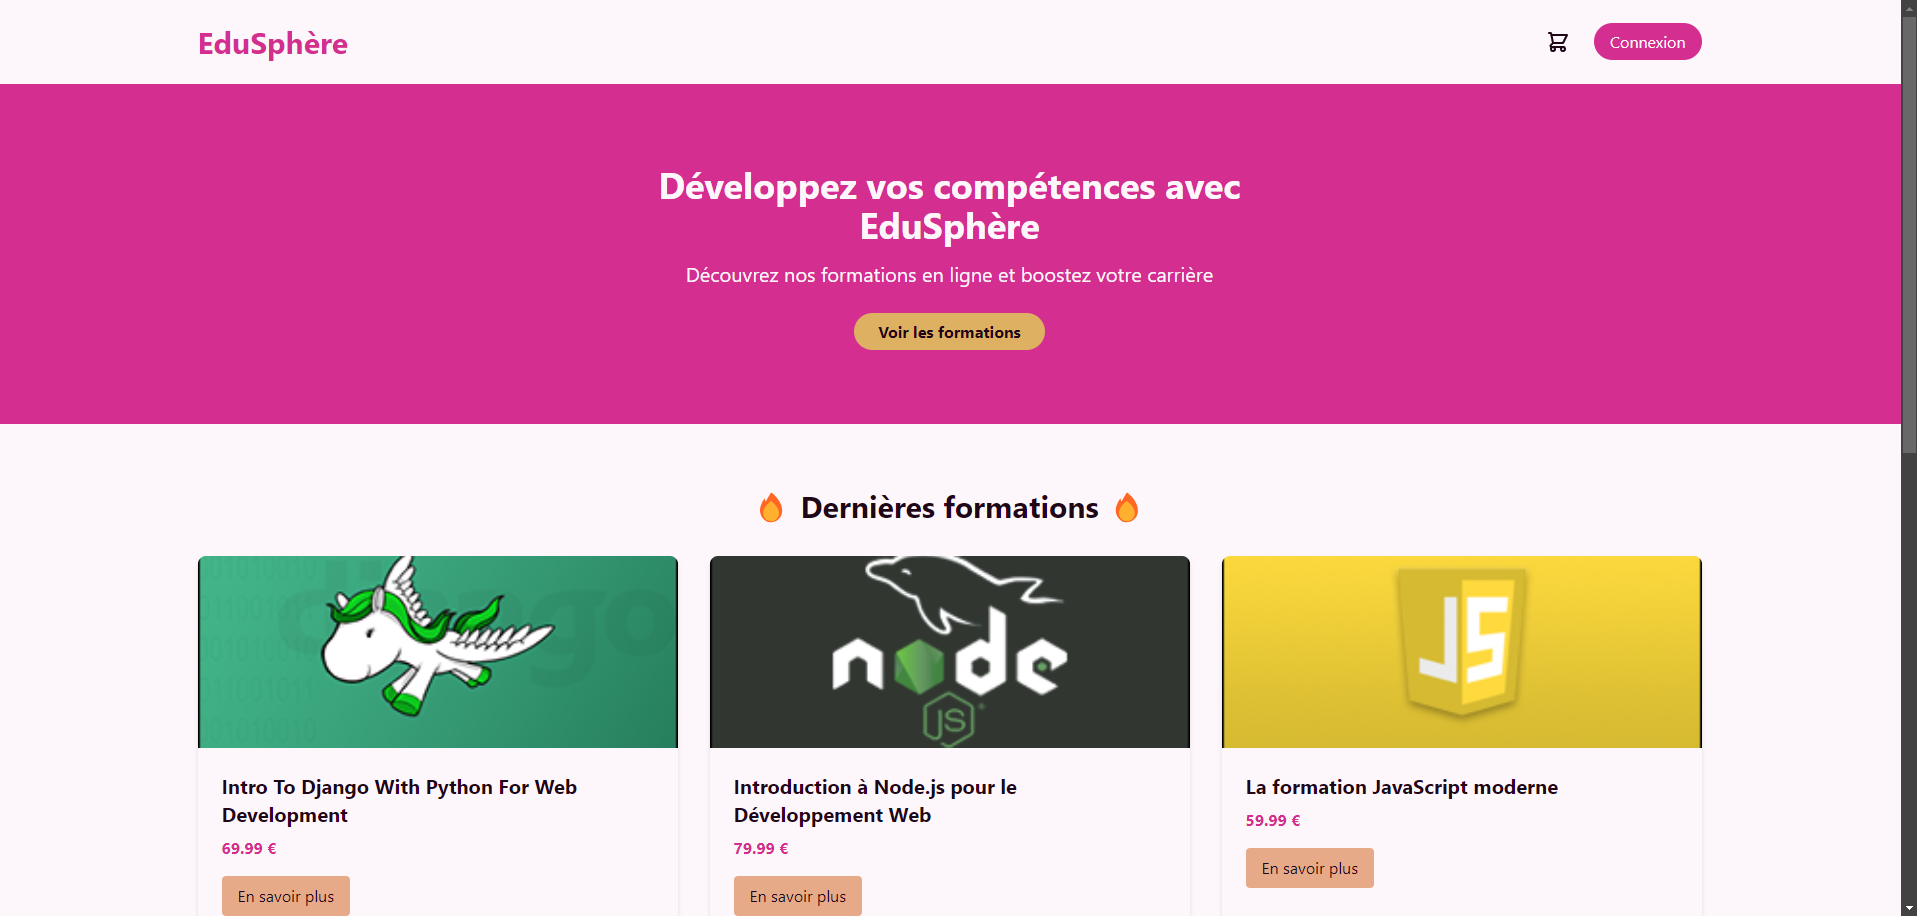 EduSphère
Connexion
Développez vos compétences avec
EduSphère
Découvrez nos formations en ligne et boostez votre carrière
Voir les formations
Dernières formations
django
node
JS
JS
Intro To Django With Python For Web
Development
69.99 €
En savoir plus
Introduction à Node.js pour le
Développement Web
79.99 €
En savoir plus
La formation JavaScript moderne
59.99 €
En savoir plus